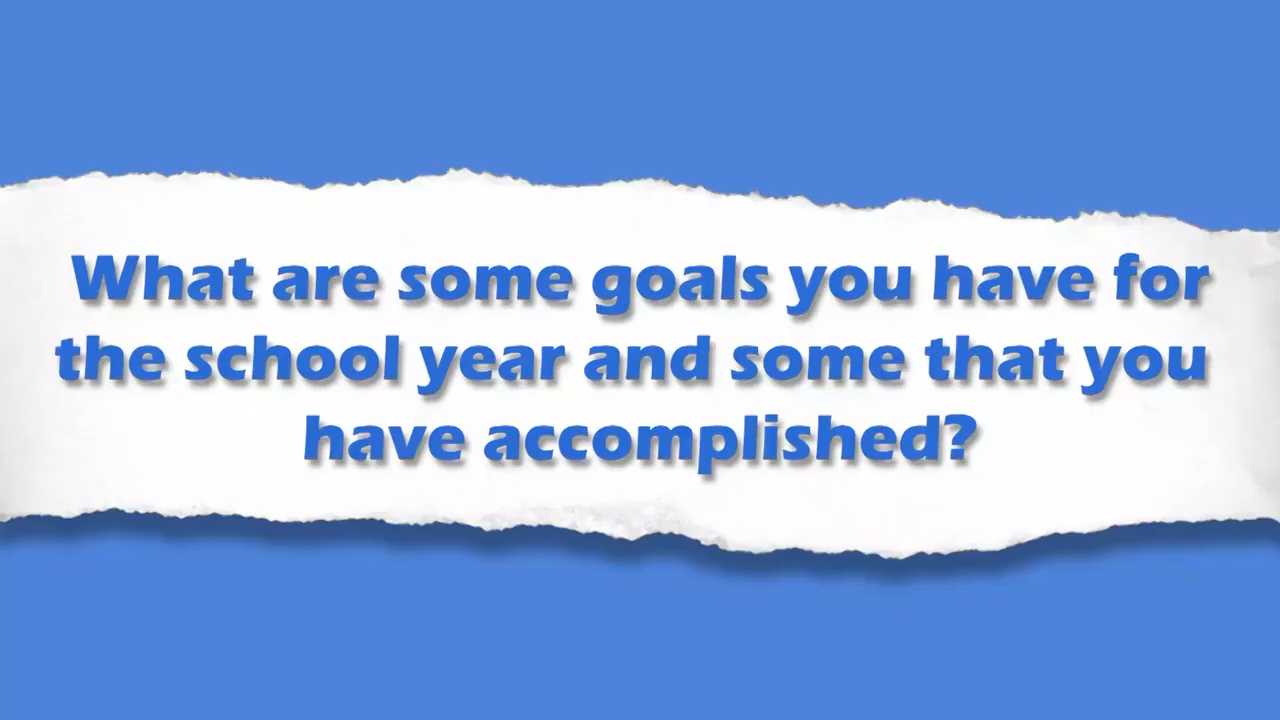 What are some goals you have for
the school year and some that you
have accomplished?